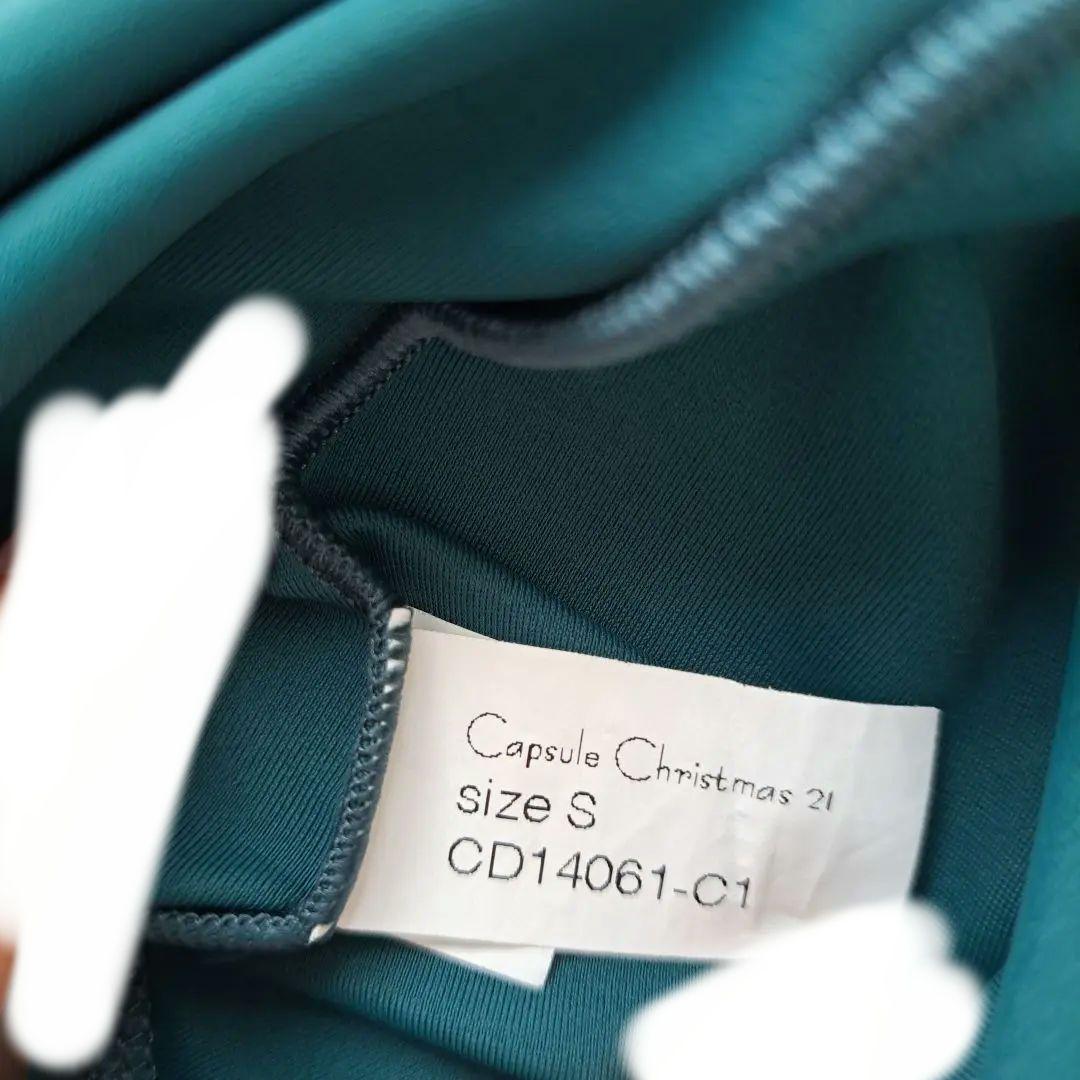 Capsule Christmas 21
size S
CD14061-C1